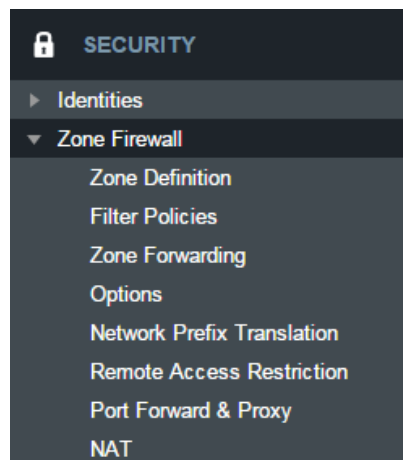 SECURITY
Identities
Zone Firewall
Zone Definition
Filter Policies
Zone Forwarding
Options
Network Prefix Translation
Remote Access Restriction
Port Forward & Proxy
NAT